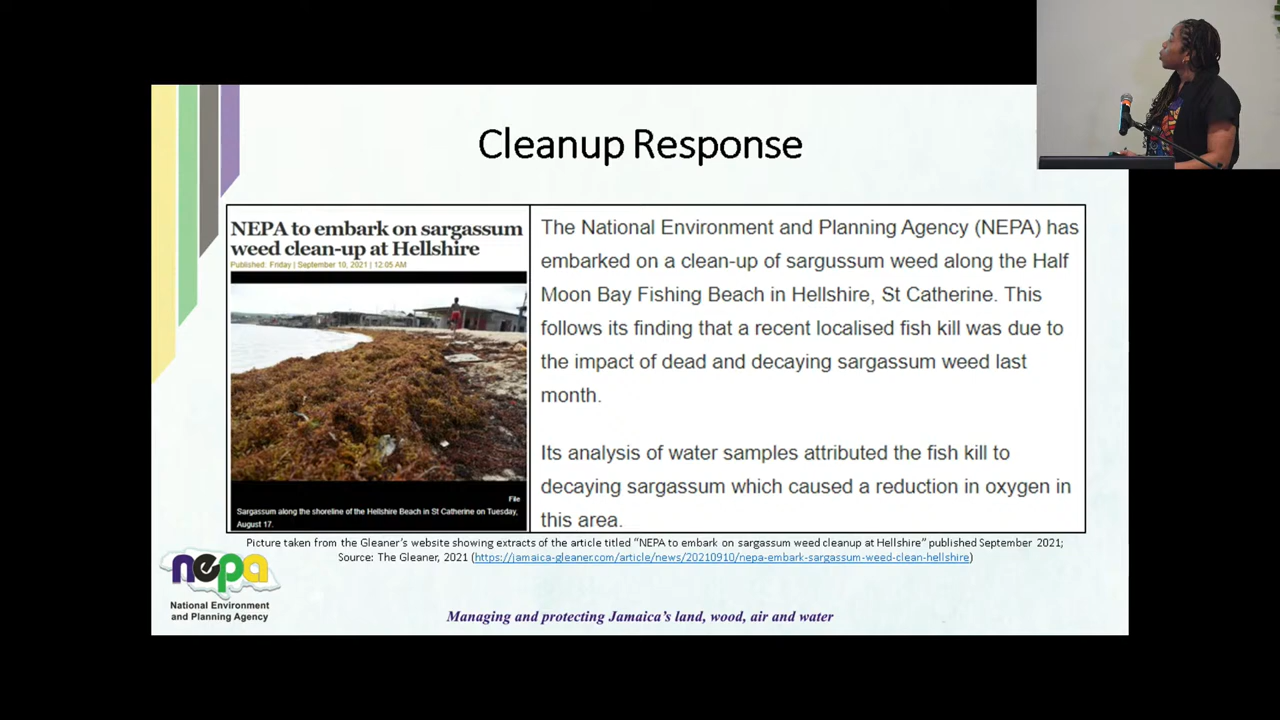 Cleanup Response
NEPA to embark on sargassum
weed clean-up at Hellshire
Published: Friday | September 10, 2021 | 12:05 AM
File
Sargassum along the shoreline of the Hellshire Beach in St Catherine on Tuesday,
August 17.
The National Environment and Planning Agency (NEPA) has
embarked on a clean-up of sargussum weed along the Half
Moon Bay Fishing Beach in Hellshire, St Catherine. This
follows its finding that a recent localised fish kill was due to
the impact of dead and decaying sargassum weed last
month.
Its analysis of water samples attributed the fish kill to
decaying sargassum which caused a reduction in oxygen in
this area.
Picture taken from the Gleaner's website showing extracts of the article titled “NEPA to embark on sargassum weed cleanup at Hellshire” published September 2021;
Source: The Gleaner, 2021 (https://jamaica-gleaner.com/article/news/20210910/nepa-embark-sargassum-weed-clean-hellshire)
nepa
National Environment
and Planning Agency
Managing and protecting Jamaica's land, wood, air and water